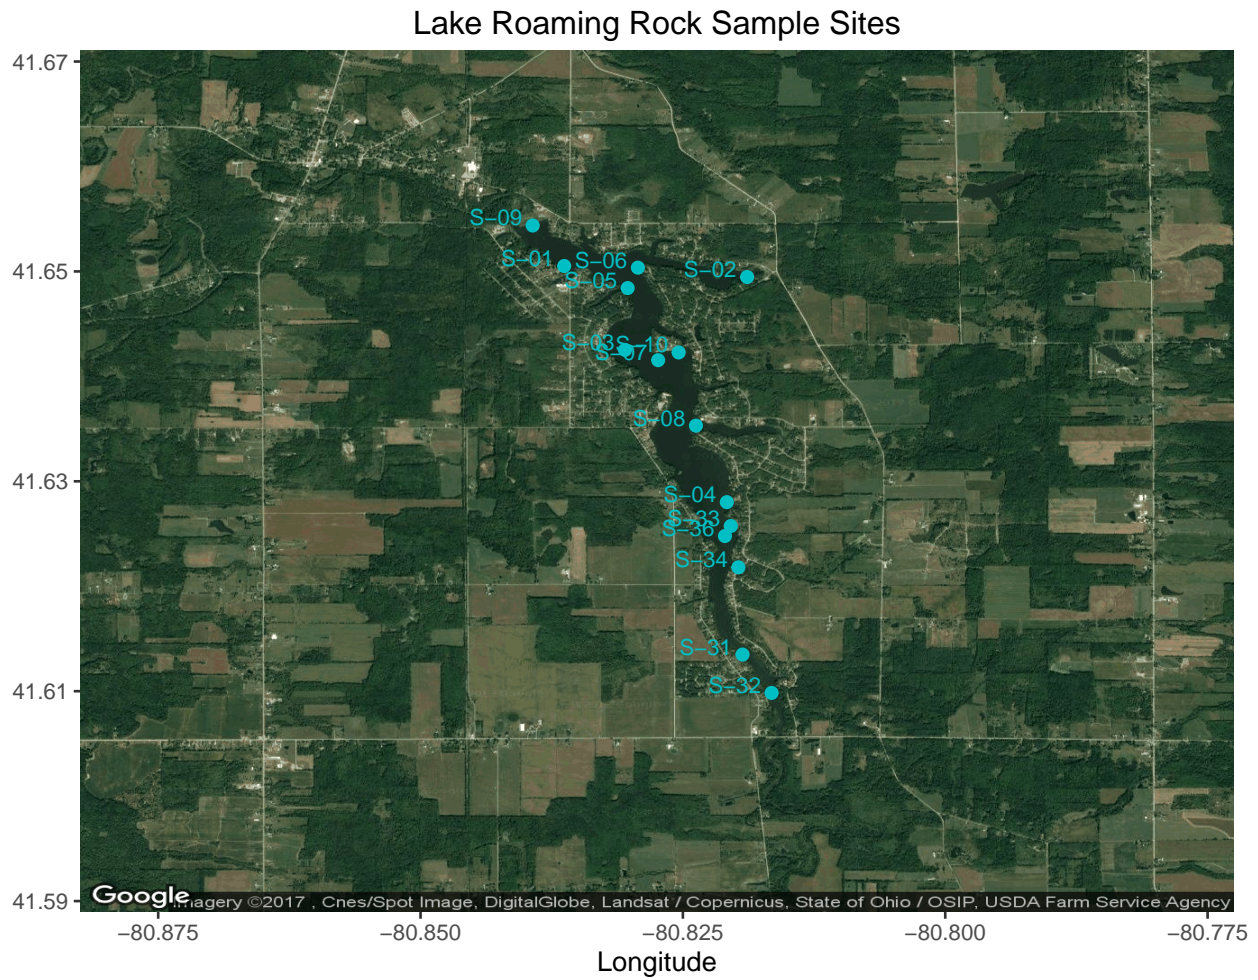 Lake Roaming Rock Sample Sites
41.67
S−09
S−01
S−06
S−02
41.65
S−05
S−03
S−10
S−07
S−08
41.63
S−04
S−33
S−36
S−34
S−31
S−32
41.61
41.59
Google
Imagery ©2017 , Cnes/Spot Image, DigitalGlobe, Landsat / Copernicus, State of Ohio / OSIP, USDA Farm Service Agency
−80.875 −80.850 −80.825 −80.800 −80.775
Longitude